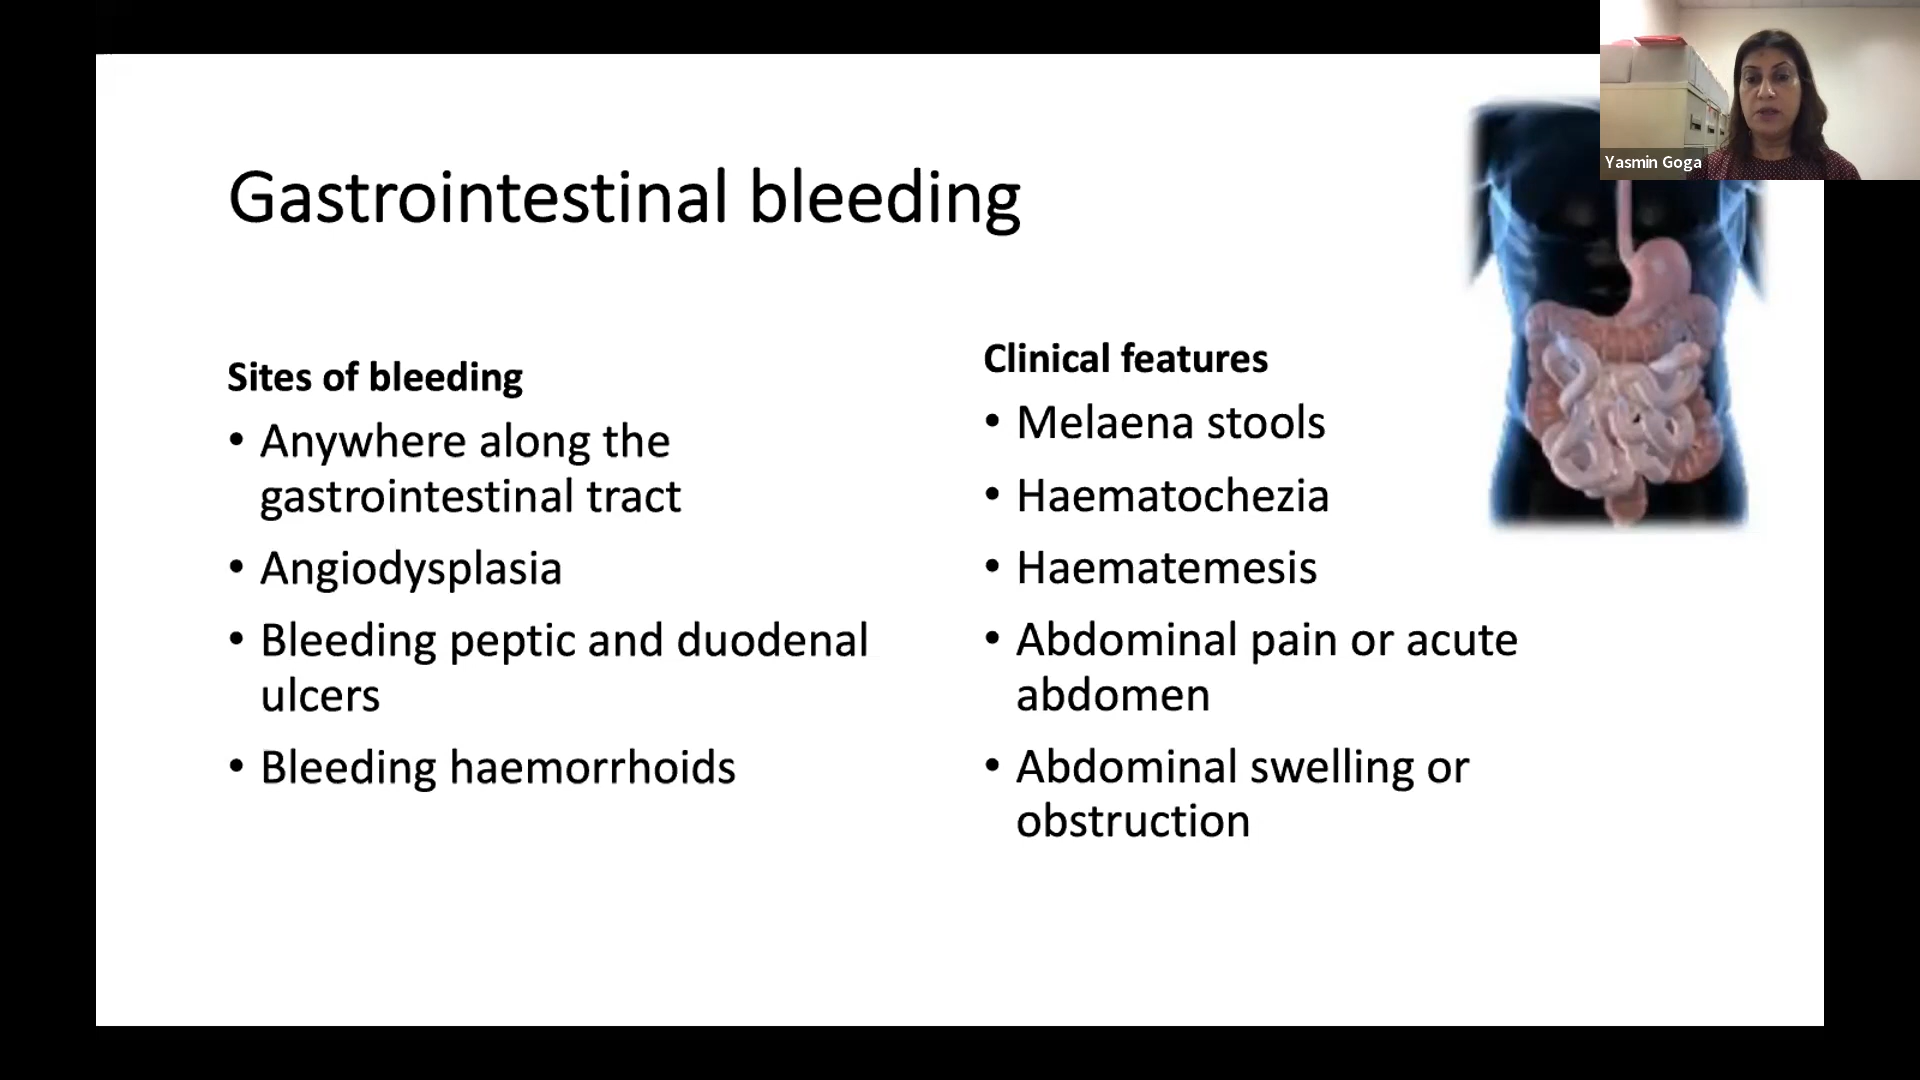 Yasmin Goga
Gastrointestinal bleeding
Sites of bleeding
• Anywhere along the
gastrointestinal tract
• Angiodysplasia
• Bleeding peptic and duodenal
ulcers
• Bleeding haemorrhoids
Clinical features
• Melaena stools
• Haematochezia
• Haematemesis
• Abdominal pain or acute
abdomen
• Abdominal swelling or
obstruction